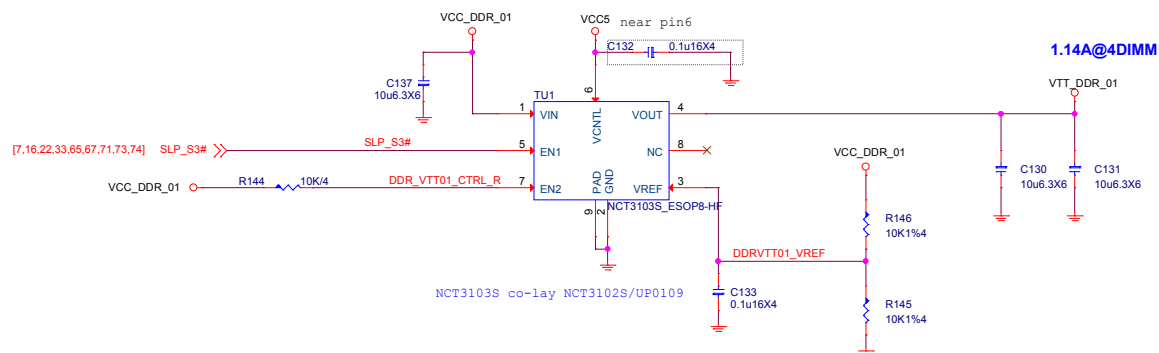 VCC_DDR_01
VCC5
near pin6
C132
0.1u16X4
1.14A@4DIMM
C137
10u6.3X6
VTT_DDR_01
TU1
6
1
VIN
VCNTL
VOUT
4
[7,16,22,33,65,67,71,73,74]
SLP_S3#
SLP_S3#
5
EN1
NC
8
VCC_DDR_01
VCC_DDR_01
R144
10K/4
DDR_VTT01_CTRL_R
7
EN2
PAD
GND
VREF
3
C130
10u6.3X6
C131
10u6.3X6
NCT3103S_ESOP8-HF
9
2
R146
10K1%4
DDRVTT01_VREF
NCT3103S co-lay NCT3102S/UP0109
C133
0.1u16X4
R145
10K1%4